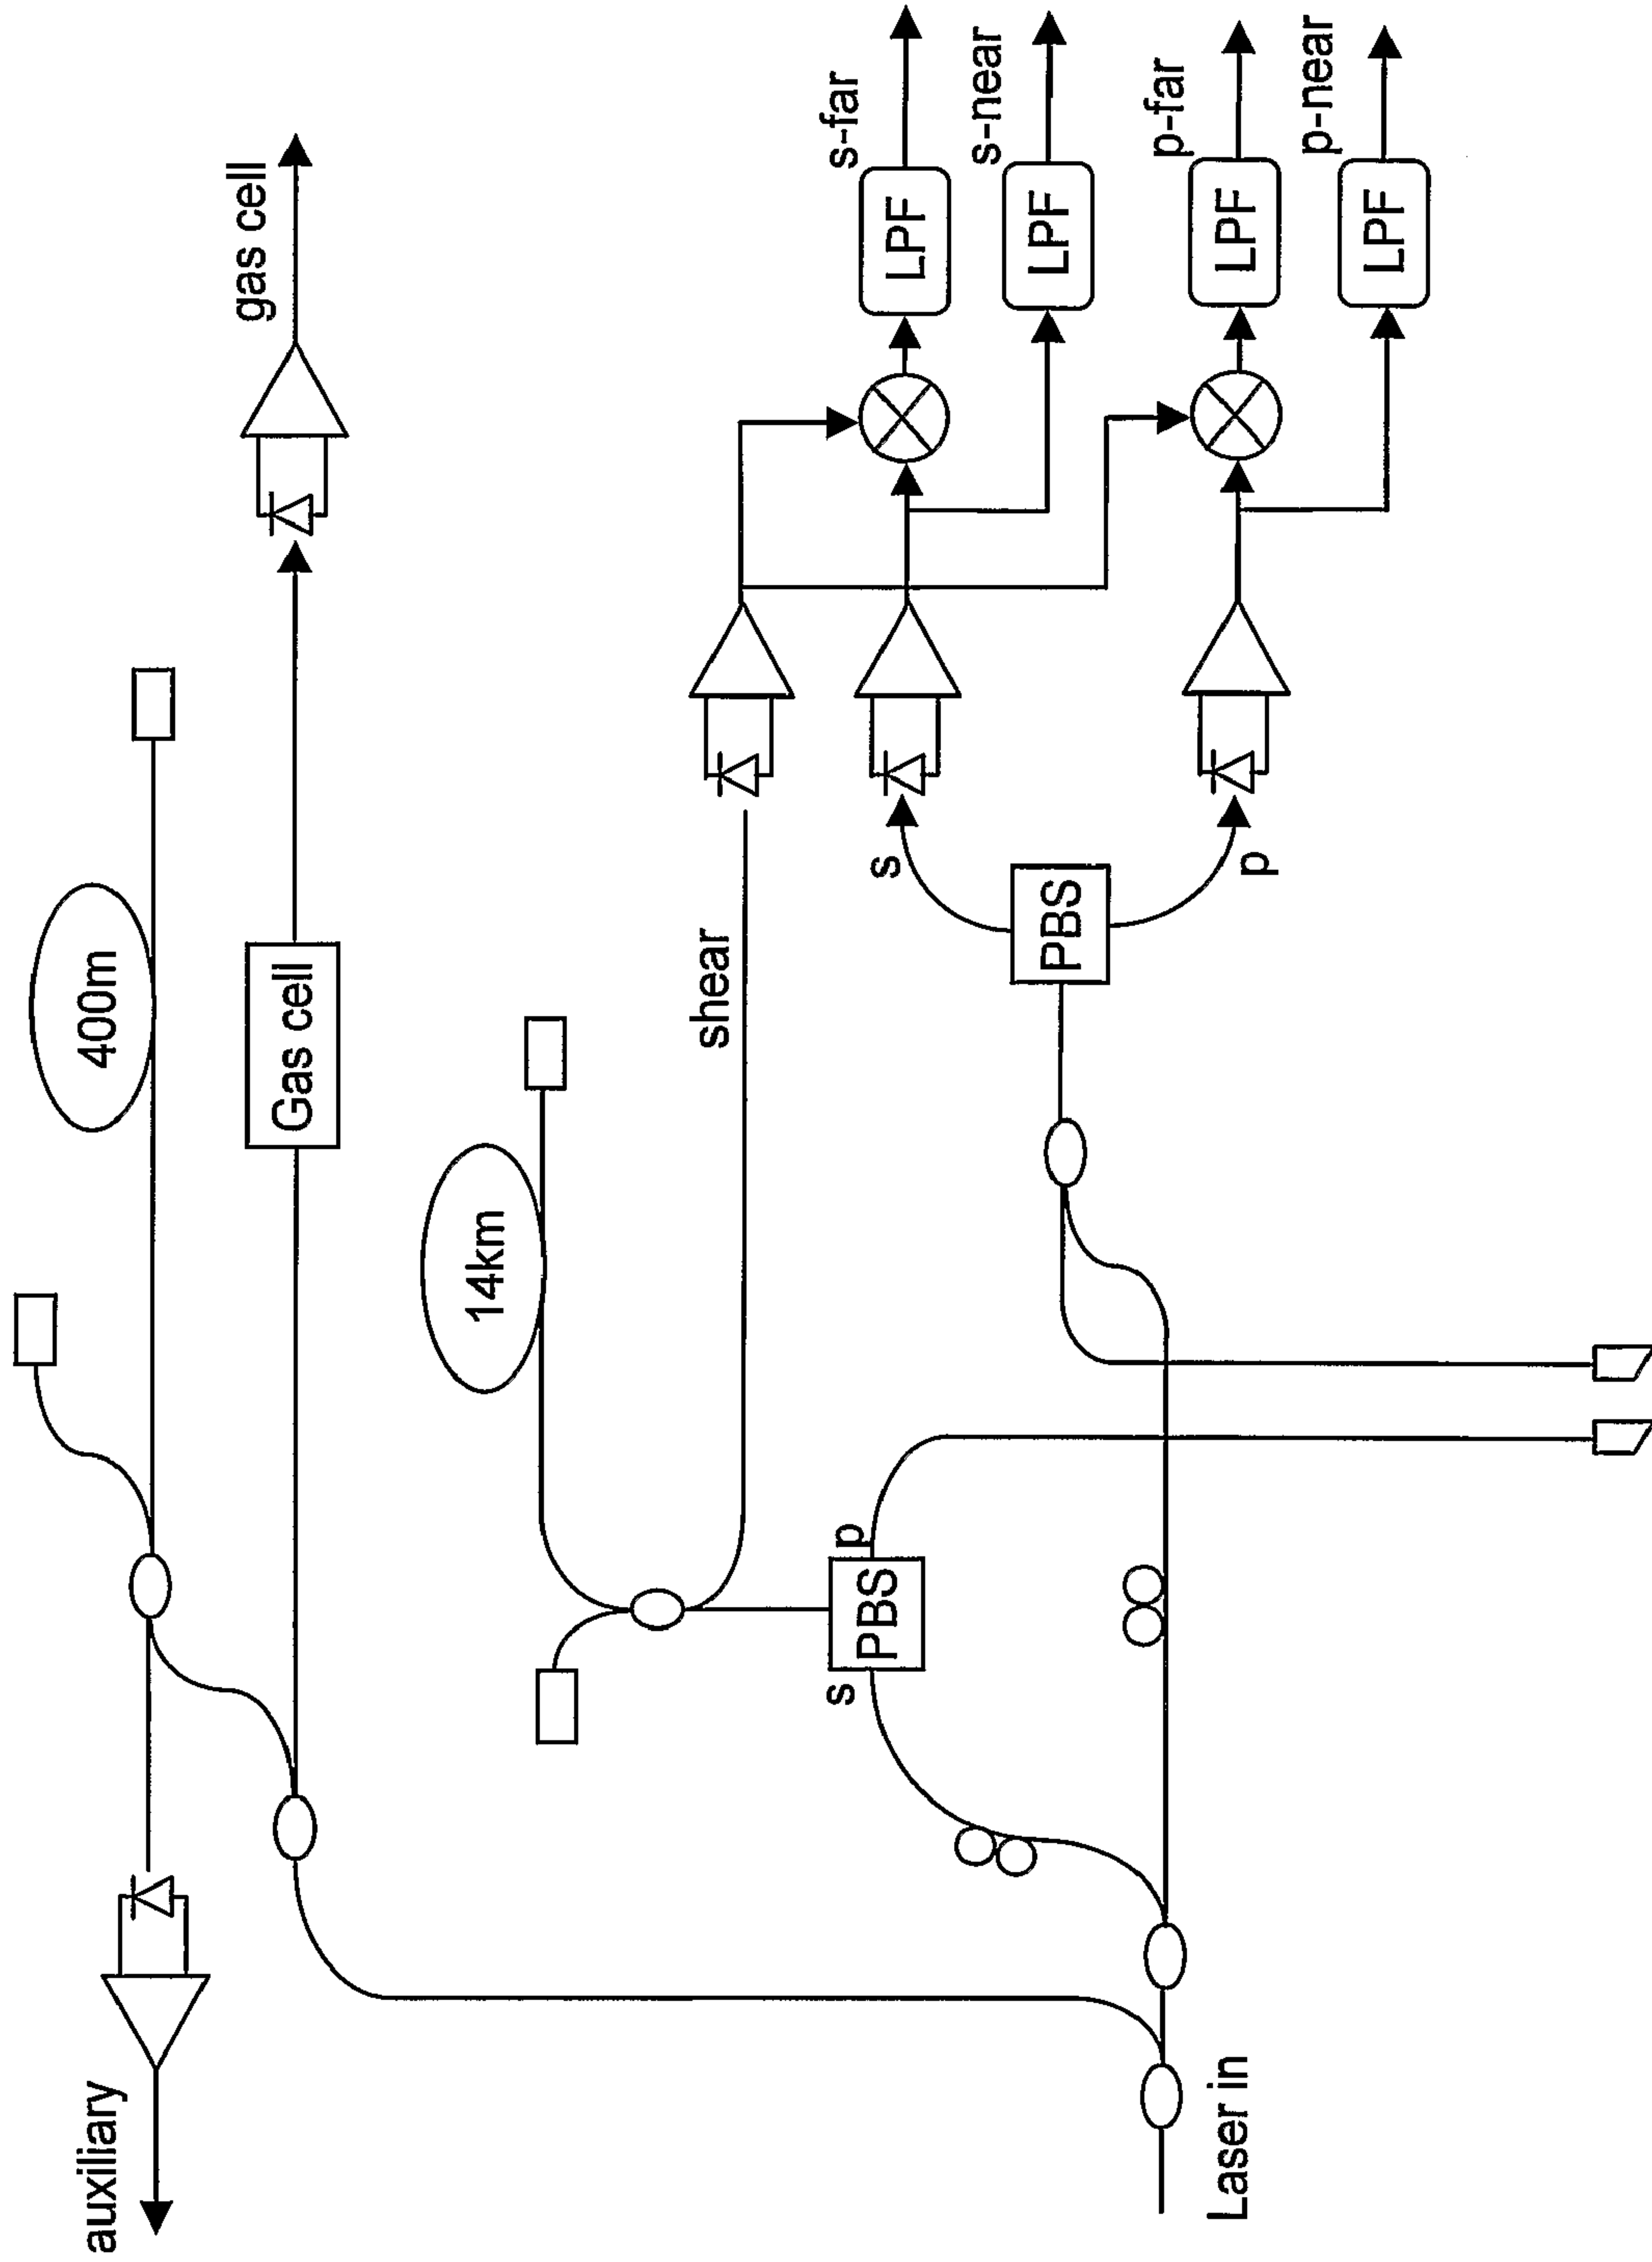 auxiliary
400m
gas cell
Gas cell
14km
shear
s
PBS
p
Laser in
PBS
s
p
LPF
s-far
LPF
s-near
LPF
p-far
LPF
p-near